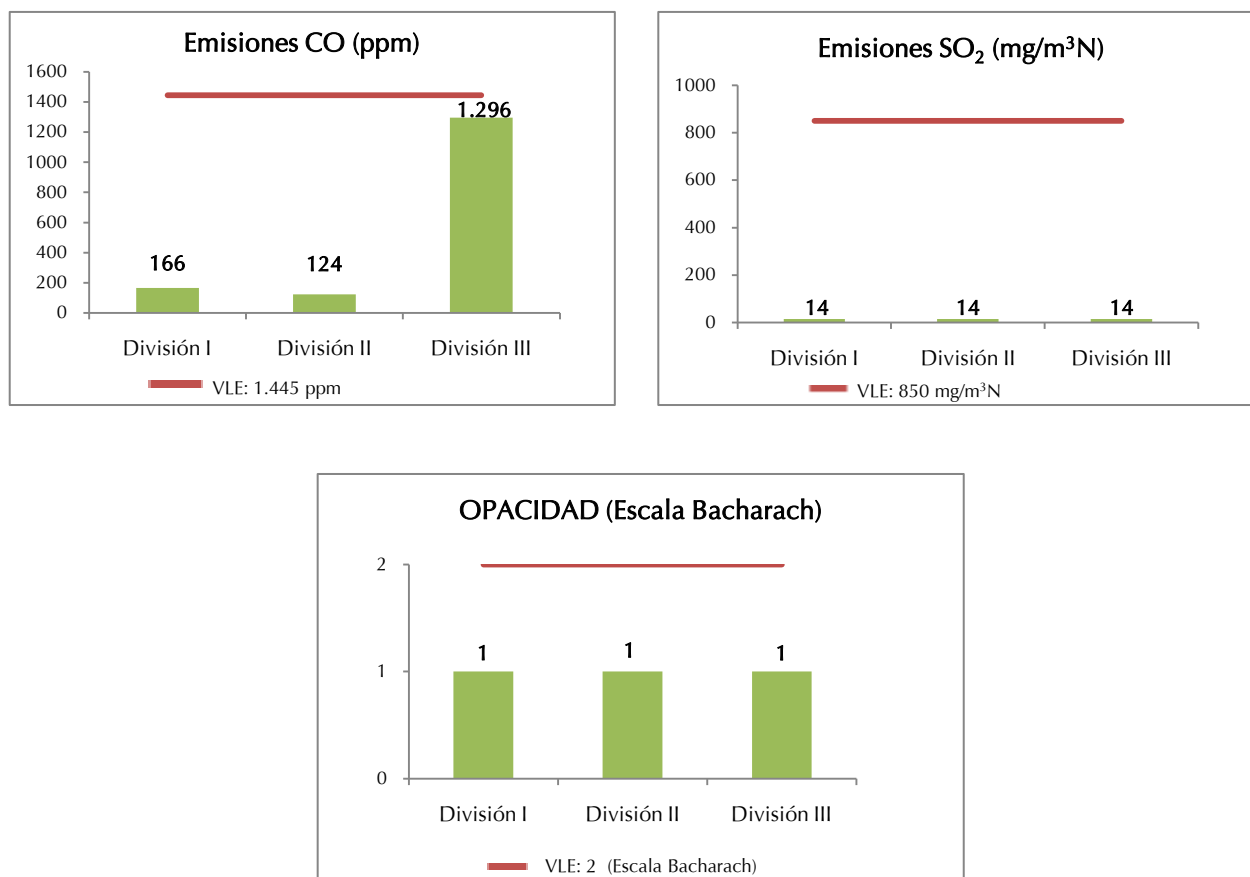 Emisiones CO (ppm)
1600
1400
1200
1000
800
600
400
200
0
1.296
166
124
División I
División II
División III
VLE: 1.445 ppm
Emisiones SO₂ (mg/m³N)
1000
800
600
400
200
0
14
14
14
División I
División II
División III
VLE: 850 mg/m³N
OPACIDAD (Escala Bacharach)
2
1
0
1
1
1
División I
División II
División III
VLE: 2 (Escala Bacharach)